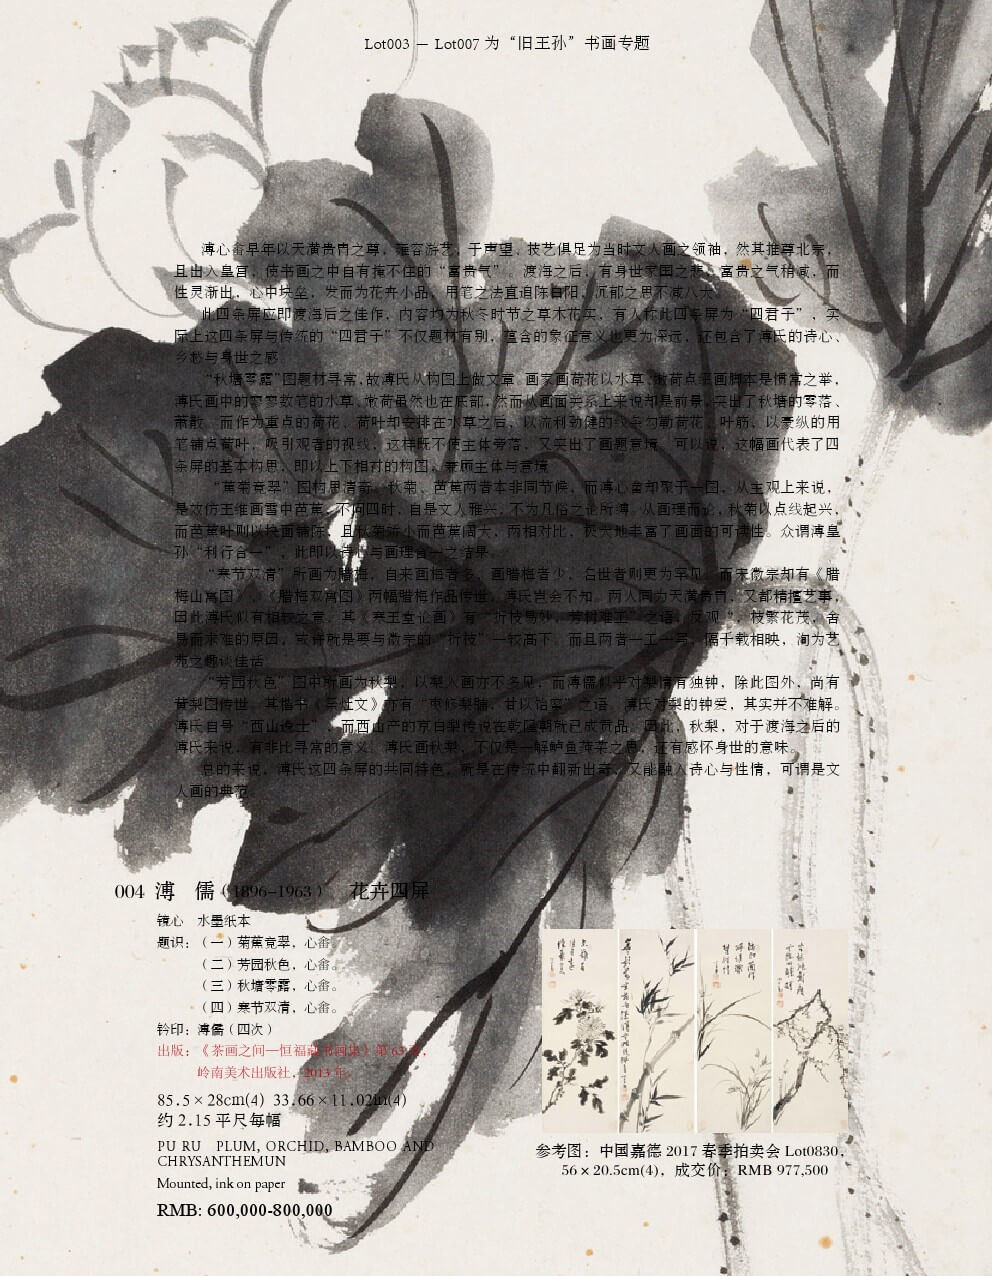 Lot003 — Lot007 为“旧王孙”书画专题
溥心畬早年以天潢贵胄之尊，雍容游艺，于声望、技艺俱足为当时文人画之领袖，然其推尊北宗，
且出入皇宫，使书画之中自有掩不住的“富贵气”。渡海之后，有身世家国之悲，富贵之气稍减，而
性灵渐出，心中块垒，发而为花卉小品，用笔之法直追陈白阳，沉郁之思不减八大。
此四条屏应即渡海后之佳作，内容均为秋冬时节之草木花实，有人称此四条屏为“四君子”，实
际上这四条屏与传统的“四君子”不仅题材有别，蕴含的象征意义也更为深远，还包含了溥氏的诗心、
乡愁与身世之感。
“秋塘零露”图题材寻常，故溥氏从构图上做文章。画家画荷花以水草、嫩荷点缀画脚本是惯常之举，
溥氏画中的寥寥数笔的水草、嫩荷虽然也在底部，然而从画面关系上来说却是前景，突出了秋塘的零落、
萧散。而作为重点的荷花、荷叶却安排在水草之后，以流利劲健的线条勾勒荷花、叶筋，以豪纵的用
笔铺点荷叶，吸引观者的视线，这样既不使主体旁落，又突出了画题意境。可以说，这幅画代表了四
条屏的基本构思，即以上下相对的构图，兼顾主体与意境。
“蕉菊竞翠”图构思清奇。秋菊、芭蕉两者本非同节候，而溥心畬却聚于一图，从主观上来说，
是效仿王维画雪中芭蕉，不问四时，自是文人雅兴，不为凡俗之论所缚。从画理而论，秋菊以点线起兴，
而芭蕉叶则以块面铺陈，且秋菊娇小而芭蕉阔大，两相对比，极大地丰富了画面的可读性。众谓溥皇
孙“利行合一”，此即以诗心与画理合一之结果。
“寒节双清”所画为腊梅，自来画梅者多，画腊梅者少，名世者则更为罕见。而宋徽宗却有《腊
梅山禽图》、《腊梅双禽图》两幅腊梅作品传世，溥氏岂会不知。两人同为天潢贵胄，又都精擅艺事，
因此溥氏似有相较之意。其《寒玉堂论画》有“折枝易妙，芳树难工”之语，反观，枝繁花茂，舍
易而求难的原因，或许就是要与徽宗的“折枝”一较高下。而且两者一工一写，隔千载相映，洵为艺
苑之趣谈佳话。
“芳园秋色”图中所画为秋梨，以梨入画亦不多见，而溥儒似乎对梨情有独钟，除此图外，尚有
昔梨图传世。其楷书《祭灶文》亦有“枣修梨腊，甘以饴蜜”之语。溥氏对梨的钟爱，其实并不难解。
溥氏自号“西山逸士”，而西山产的京白梨传说在乾隆朝就已成贡品。因此，秋梨，对于渡海之后的
溥氏来说，有非比寻常的意义。溥氏画秋梨，不仅是一解鲈鱼莼菜之思，还有感怀身世的意味。
总的来说，溥氏这四条屏的共同特色，就是在传统中翻新出奇，又能融入诗心与性情，可谓是文
人画的典范。
004 溥 儒（1896–1963） 花卉四屏
镜心 水墨纸本
题识：（一）菊蕉竞翠，心畬。
（二）芳园秋色，心畬。
（三）秋塘零露，心畬。
（四）寒节双清，心畬。
钤印：溥儒（四次）
出版：《茶画之间—恒福藏书画集》第63页，
岭南美术出版社，2013年。
85.5×28cm(4) 33.66×11.02in(4)
约 2.15 平尺每幅
PU RU PLUM, ORCHID, BAMBOO AND
CHRYSANTHEMUN
Mounted, ink on paper
RMB: 600,000-800,000
参考图：中国嘉德 2017 春季拍卖会 Lot0830，
56×20.5cm(4)，成交价：RMB 977,500